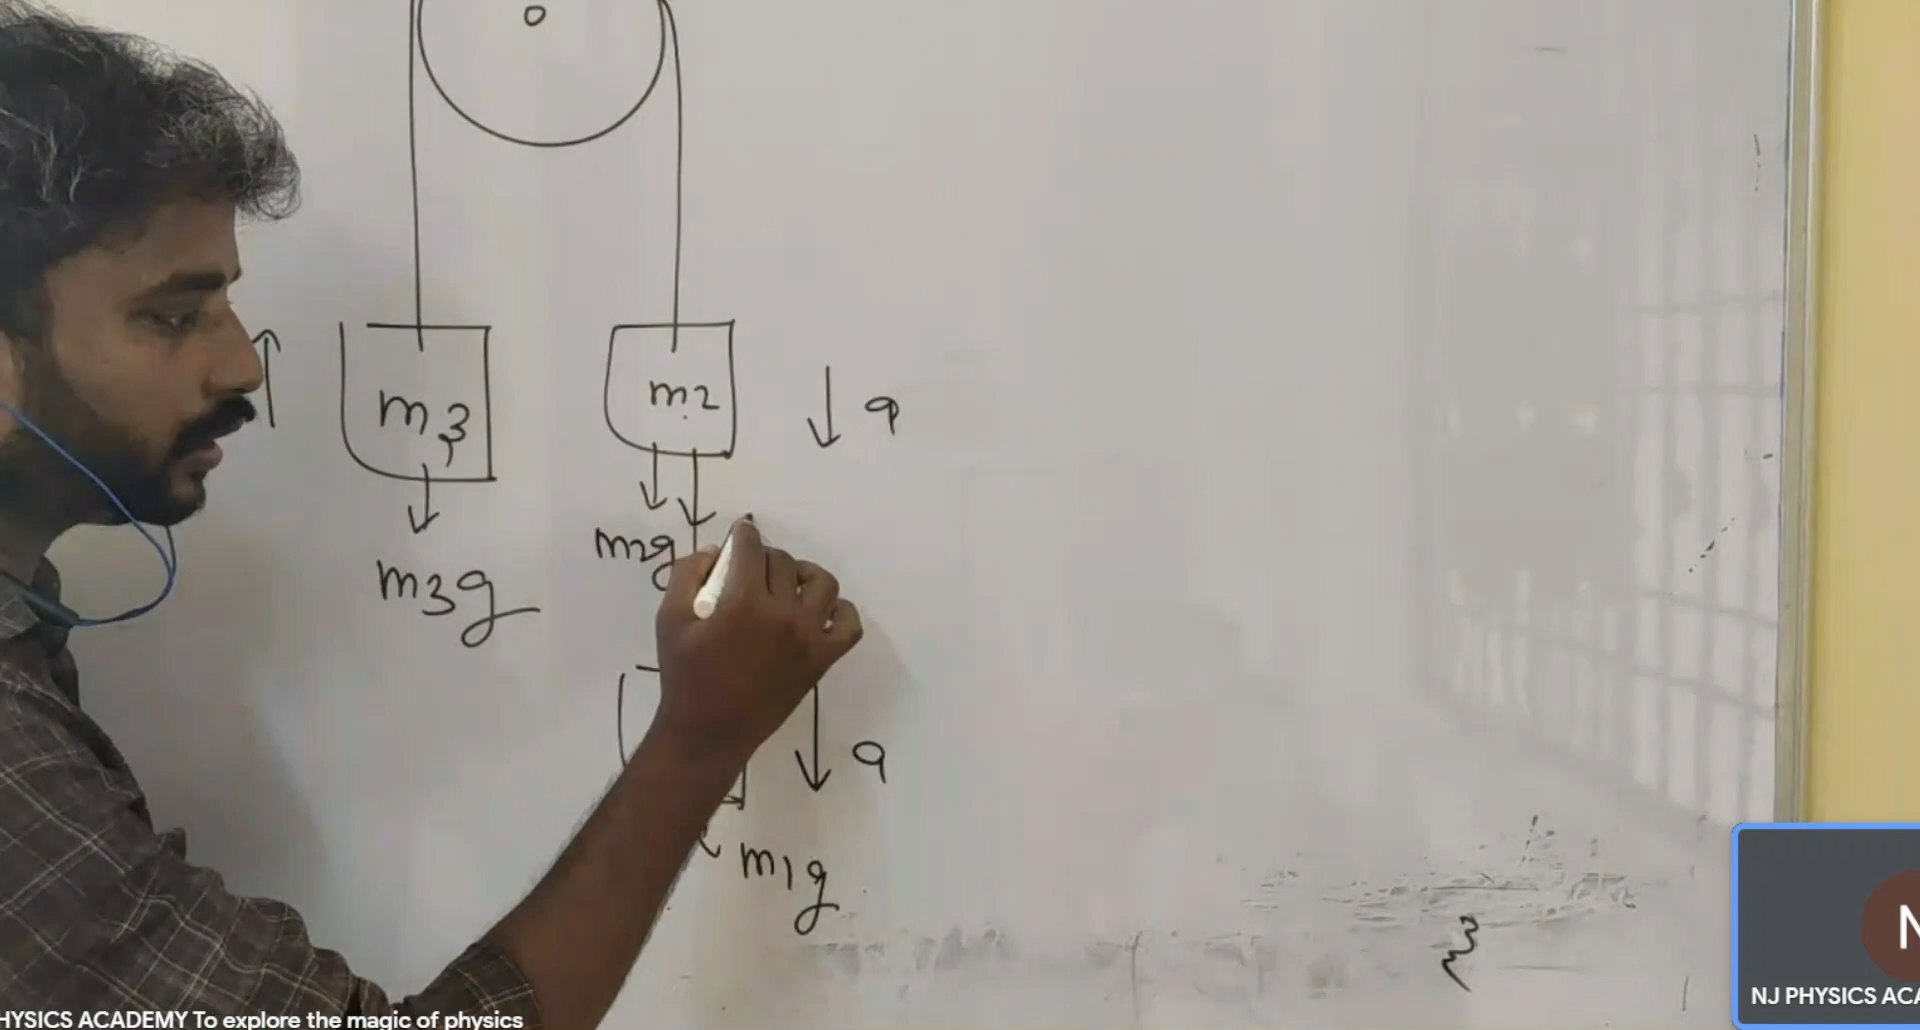 m3
m2
a
m2g
m3g
a
m1g
NJ PHYSICS ACA
HYSICS ACADEMY To explore the magic of physics